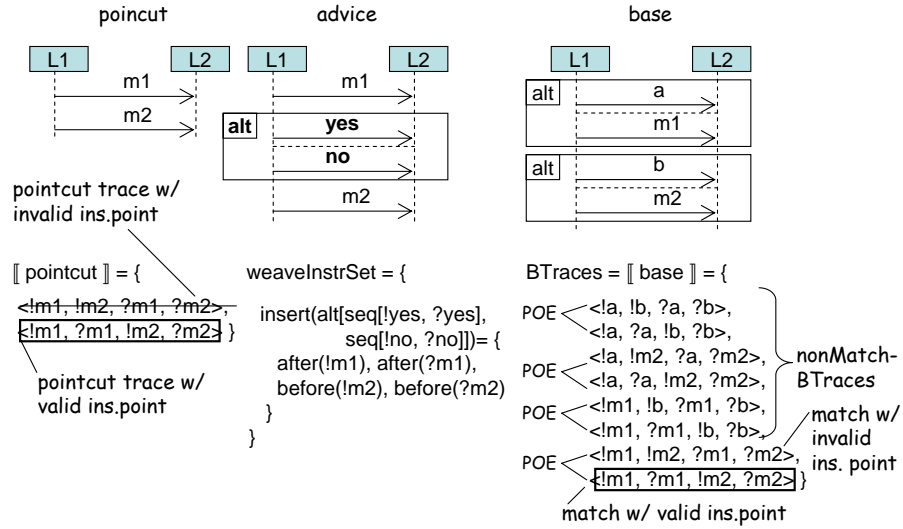 poincut
advice
base
L1
L2
L1
L2
L1
L2
m1
m2
m1
alt
yes
no
m2
alt
a
m1
alt
b
m2
pointcut trace w/
invalid ins.point
⟦ pointcut ⟧ = {
<!m1, !m2, ?m1, ?m2>,
<!m1, ?m1, !m2, ?m2> }
pointcut trace w/
valid ins.point
weaveInstrSet = {
insert(alt[seq[!yes, ?yes],
seq[!no, ?no]])= {
after(!m1), after(?m1),
before(!m2), before(?m2)
}
}
BTraces = ⟦ base ⟧ = {
POE
<!a, !b, ?a, ?b>,
<!a, ?a, !b, ?b>,
POE
<!a, !m2, ?a, ?m2>,
<!a, ?a, !m2, ?m2>,
POE
<!m1, !b, ?m1, ?b>,
<!m1, ?m1, !b, ?b>,
POE
<!m1, !m2, ?m1, ?m2>,
<!m1, ?m1, !m2, ?m2> }
nonMatch-
BTraces
match w/
invalid
ins. point
match w/ valid ins.point